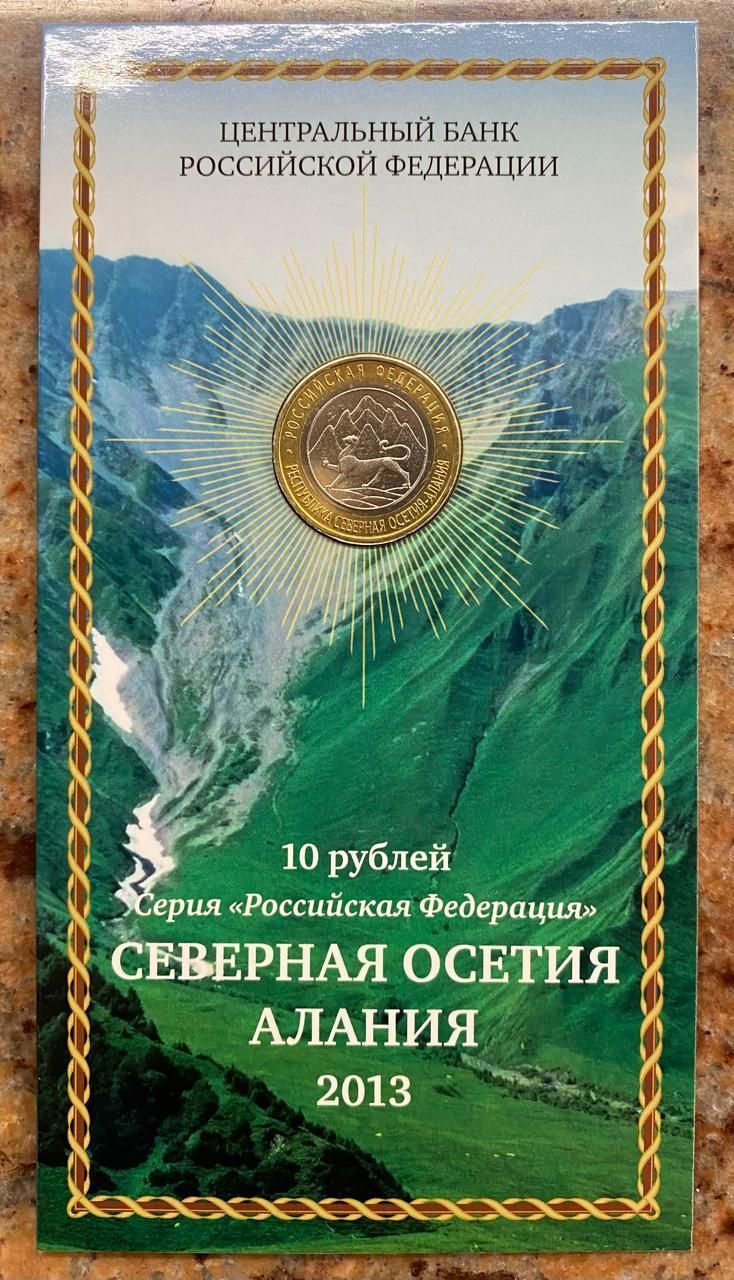 ЦЕНТРАЛЬНЫЙ БАНК
РОССИЙСКОЙ ФЕДЕРАЦИИ
РОССИЙСКАЯ ФЕДЕРАЦИЯ
РЕСПУБЛИКА СЕВЕРНАЯ ОСЕТИЯ-АЛАНИЯ
10 рублей
Серия «Российская Федерация»
СЕВЕРНАЯ ОСЕТИЯ
АЛАНИЯ
2013